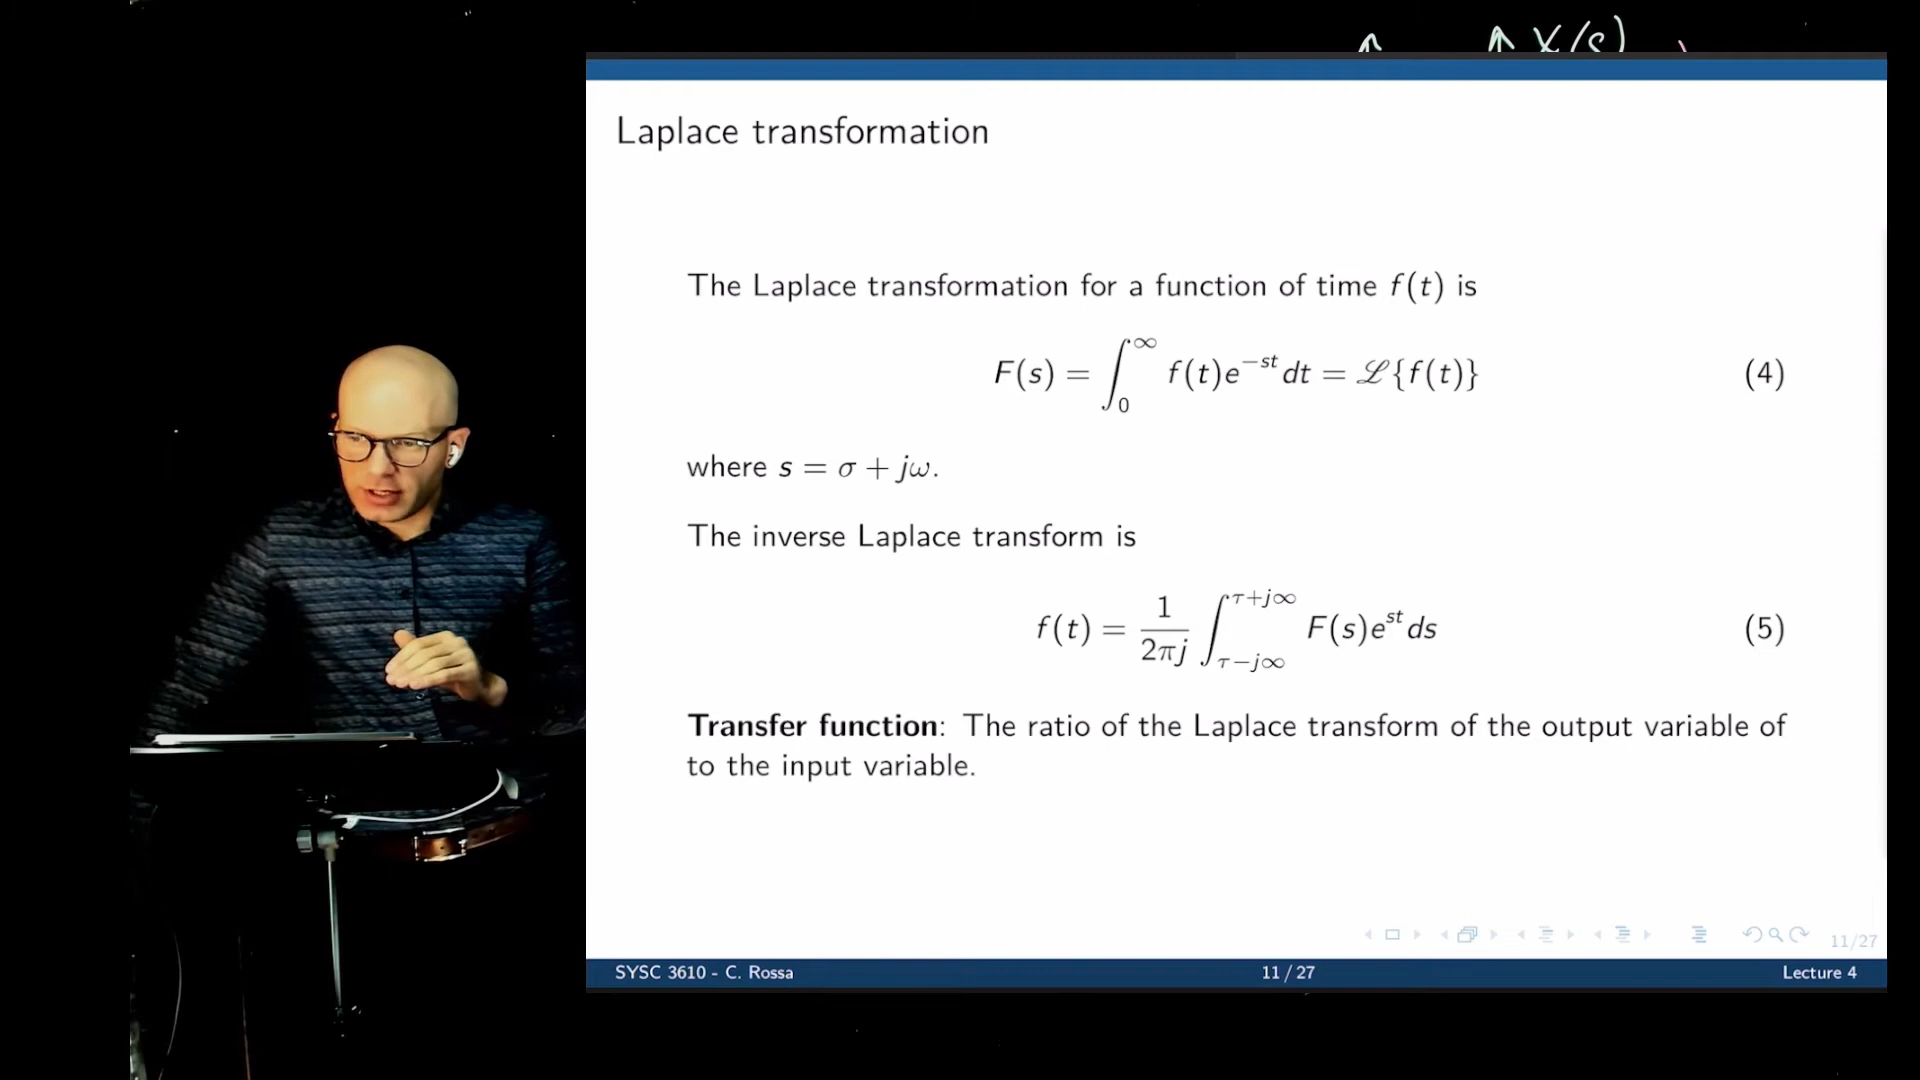 X(s)
Laplace transformation
The Laplace transformation for a function of time f(t) is
F(s) = ∫₀^∞ f(t)e^{−st} dt = ℒ{f(t)} (4)
where s = σ + jω.
The inverse Laplace transform is
f(t) = \frac{1}{2πj} ∫_{τ−j∞}^{τ+j∞} F(s)e^{st} ds (5)
Transfer function: The ratio of the Laplace transform of the output variable of
to the input variable.
11/27
SYSC 3610 - C. Rossa 11 / 27 Lecture 4